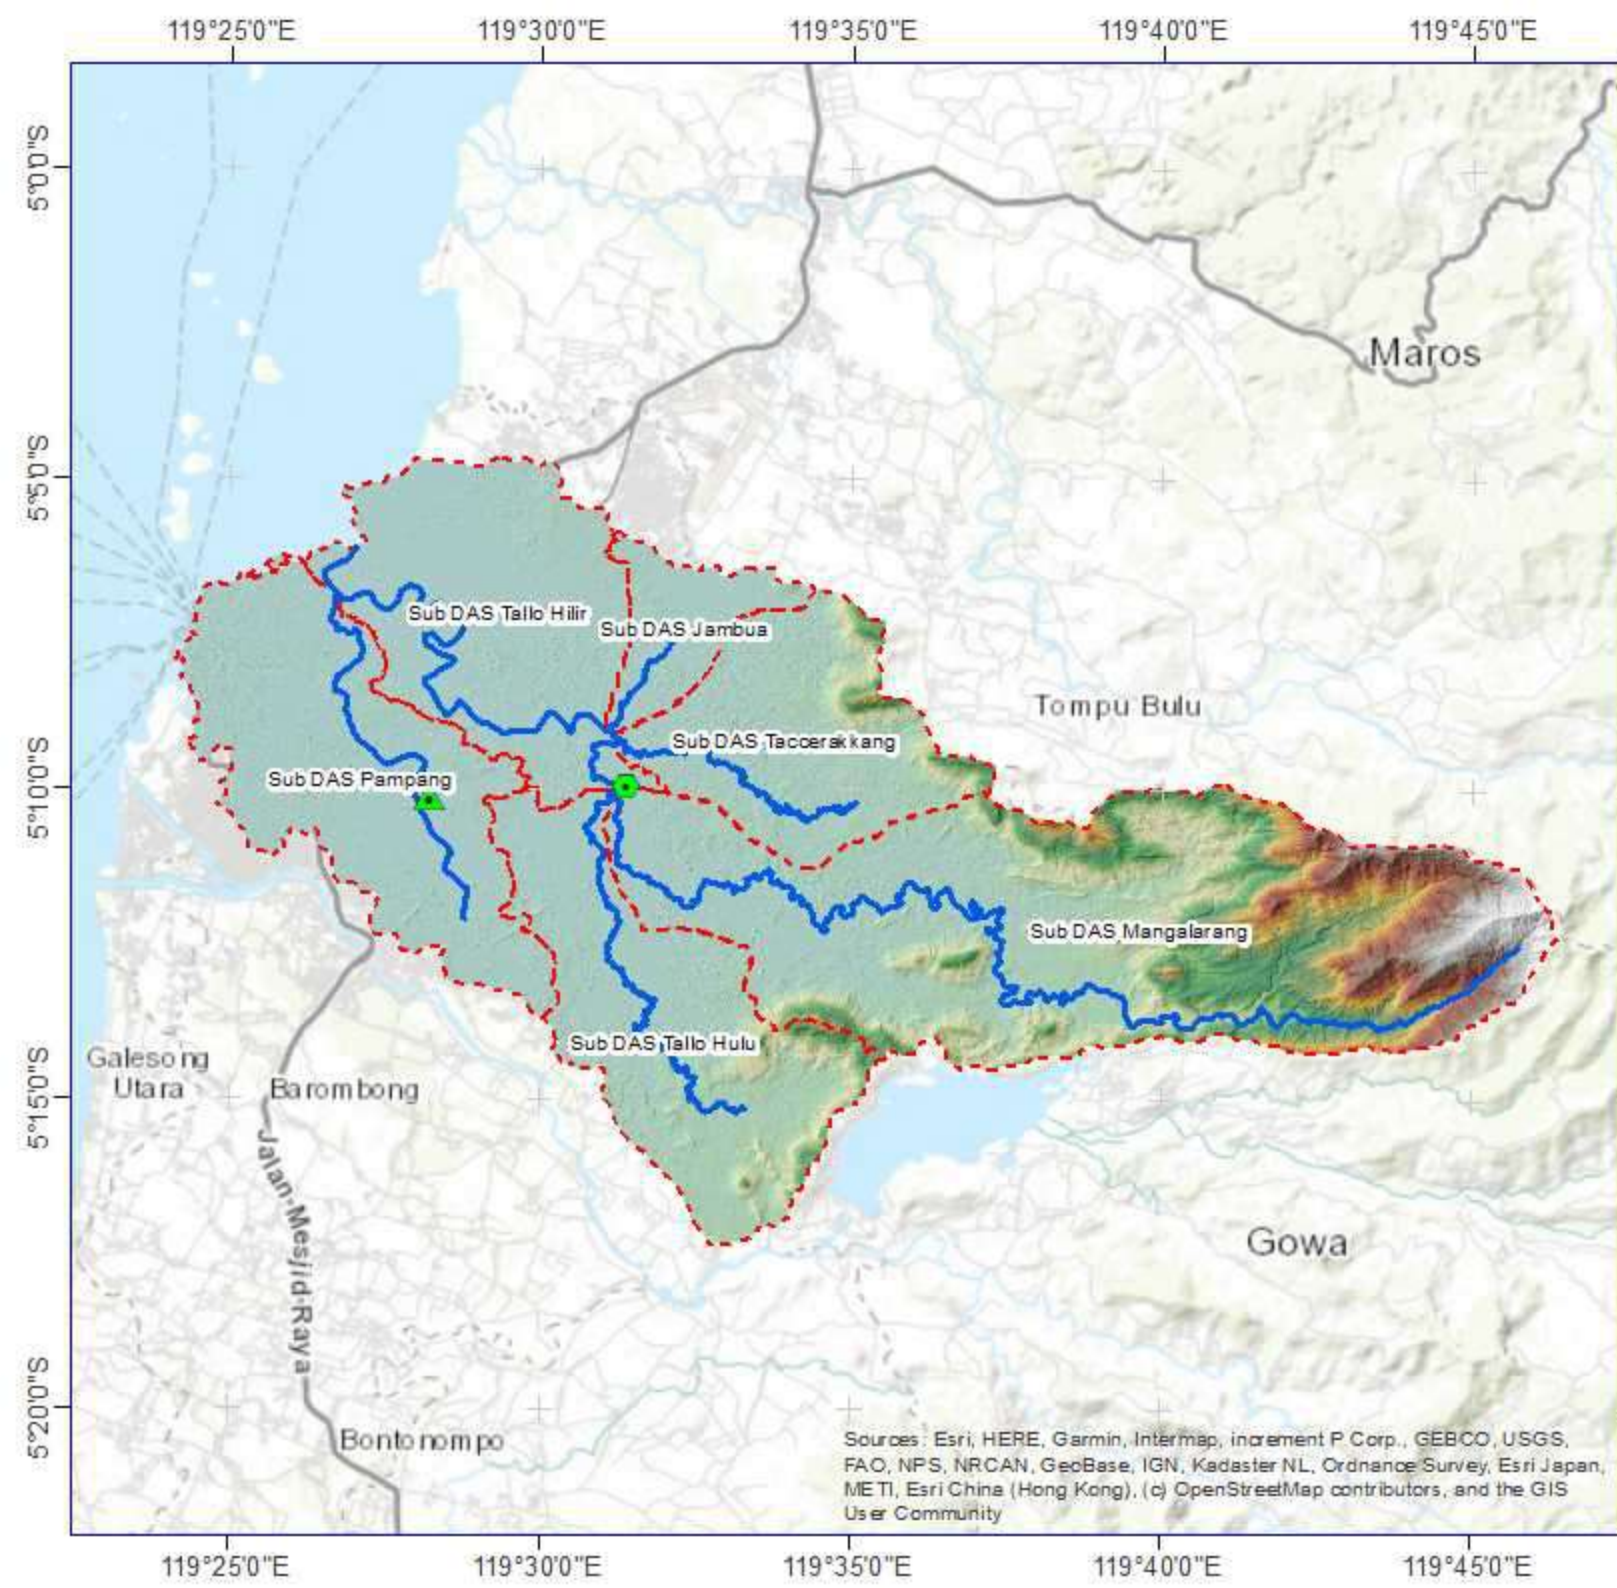 119°25'0"E 119°30'0"E 119°35'0"E 119°40'0"E 119°45'0"E
5°0'0"S
Maros
5°5'0"S
Sub DAS Tallo Hilir
Sub DAS Jambua
Tompu Bulu
Sub DAS Taccerakkang
5°10'0"S
Sub DAS Pampang
Sub DAS Mangalarang
Sub DAS Tallo Hulu
Galesong
Utara
Barombong
5°15'0"S
Jalan Mesjid Raya
Gowa
5°20'0"S
Bontonompo
Sources: Esri, HERE, Garmin, Intermap, increment P Corp., GEBCO, USGS,
FAO, NPS, NRCAN, GeoBase, IGN, Kadaster NL, Ordnance Survey, Esri Japan,
METI, Esri China (Hong Kong), (c) OpenStreetMap contributors, and the GIS
User Community
119°25'0"E 119°30'0"E 119°35'0"E 119°40'0"E 119°45'0"E